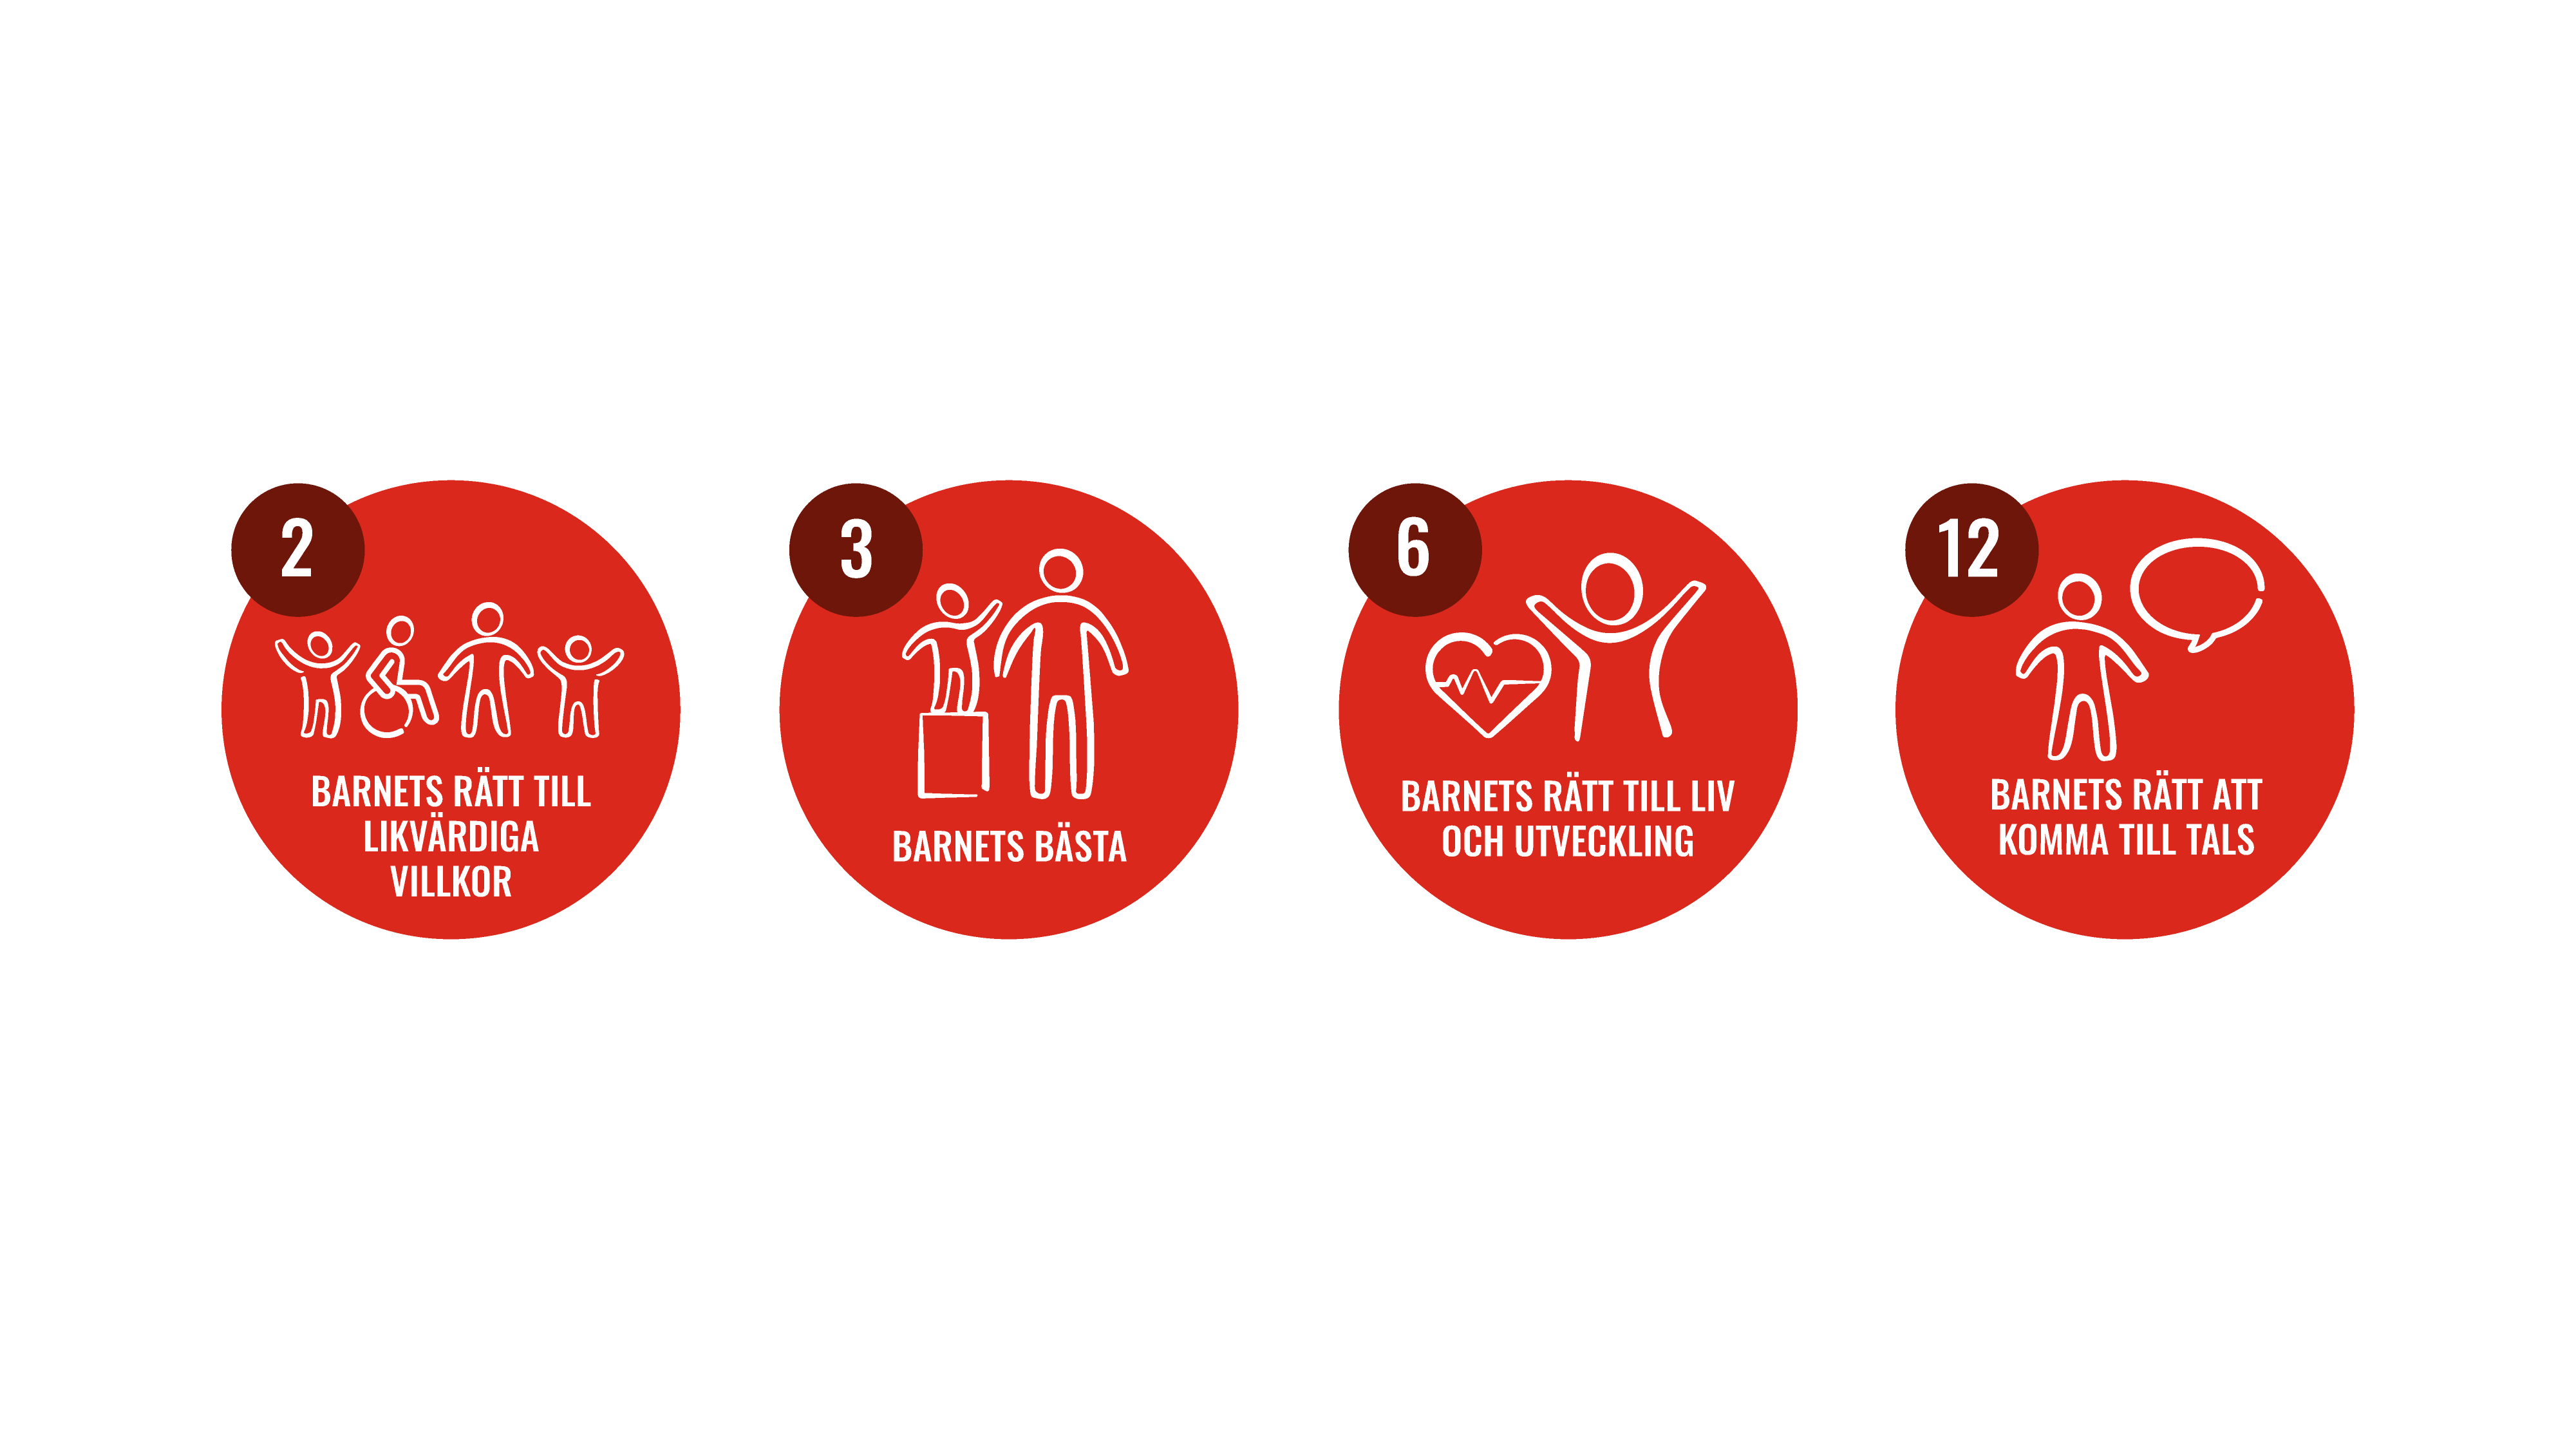 2
BARNETS RÄTT TILL
LIKVÄRDIGA
VILLKOR
3
BARNETS BÄSTA
6
BARNETS RÄTT TILL LIV
OCH UTVECKLING
12
BARNETS RÄTT ATT
KOMMA TILL TALS